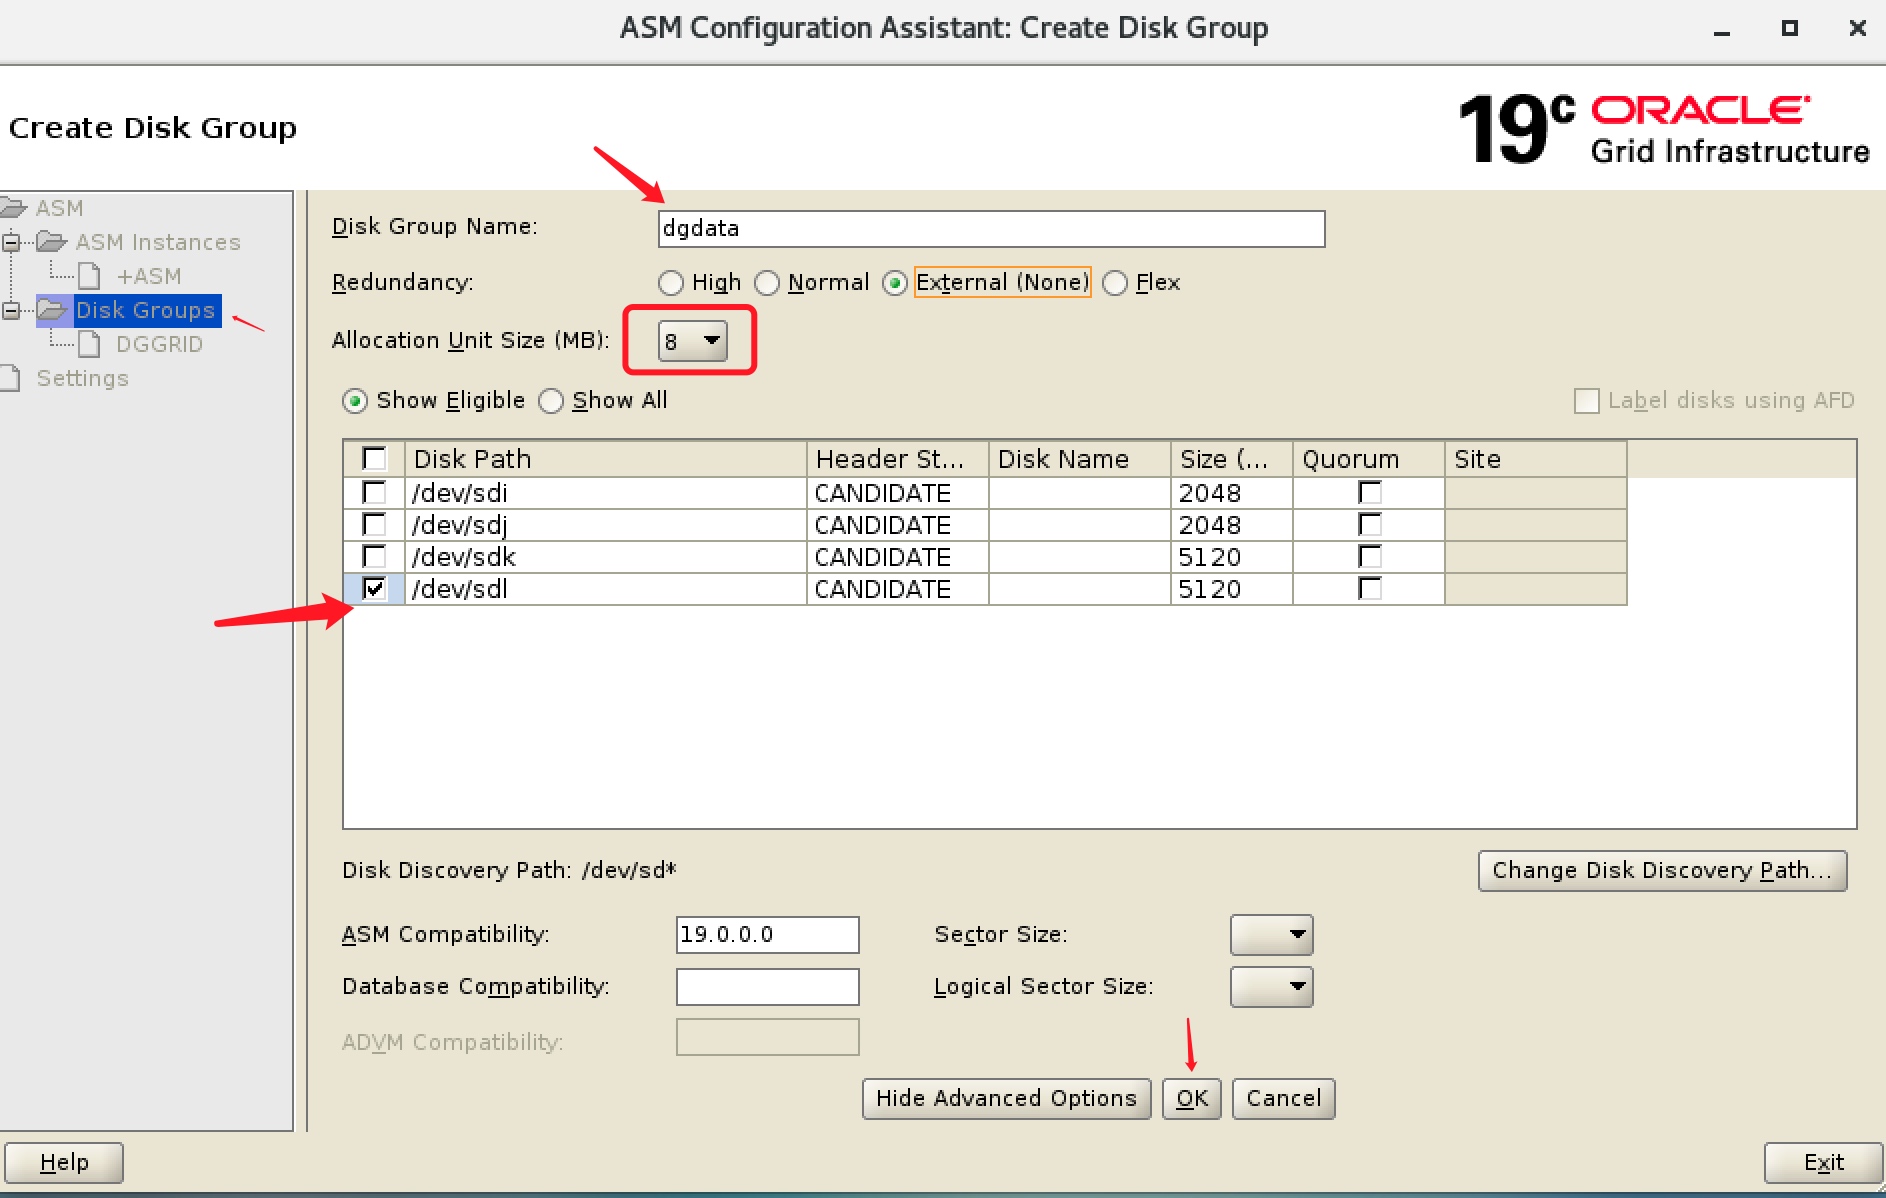 ASM Configuration Assistant: Create Disk Group
Create Disk Group
19c ORACLE
Grid Infrastructure
ASM
ASM Instances
+ASM
Disk Groups
DGGRID
Settings
Disk Group Name: dgdata
Redundancy: High Normal External (None) Flex
Allocation Unit Size (MB): 8
Show Eligible Show All Label disks using AFD
Disk Path Header St... Disk Name Size (... Quorum Site
/dev/sdi CANDIDATE 2048
/dev/sdj CANDIDATE 2048
/dev/sdk CANDIDATE 5120
/dev/sdl CANDIDATE 5120
Disk Discovery Path: /dev/sd* Change Disk Discovery Path...
ASM Compatibility: 19.0.0.0 Sector Size:
Database Compatibility: Logical Sector Size:
ADVM Compatibility:
Hide Advanced Options OK Cancel
Help Exit